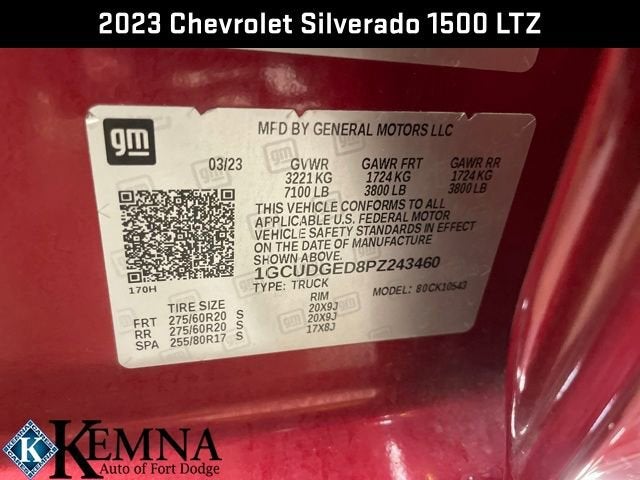 2023 Chevrolet Silverado 1500 LTZ
gm
MFD BY GENERAL MOTORS LLC
03/23 GVWR GAWR FRT GAWR RR
3221 KG 1724 KG 1724 KG
7100 LB 3800 LB 3800 LB
THIS VEHICLE CONFORMS TO ALL
APPLICABLE U.S. FEDERAL MOTOR
VEHICLE SAFETY STANDARDS IN EFFECT
ON THE DATE OF MANUFACTURE
SHOWN ABOVE.
1GCUDGED8PZ243460
TYPE: TRUCK MODEL: 80CK10543
170H
TIRE SIZE RIM
FRT 275/60R20 S 20X9J
RR 275/60R20 S 20X9J
SPA 255/80R17 S 17X8J
K KEMNA
Auto of Fort Dodge